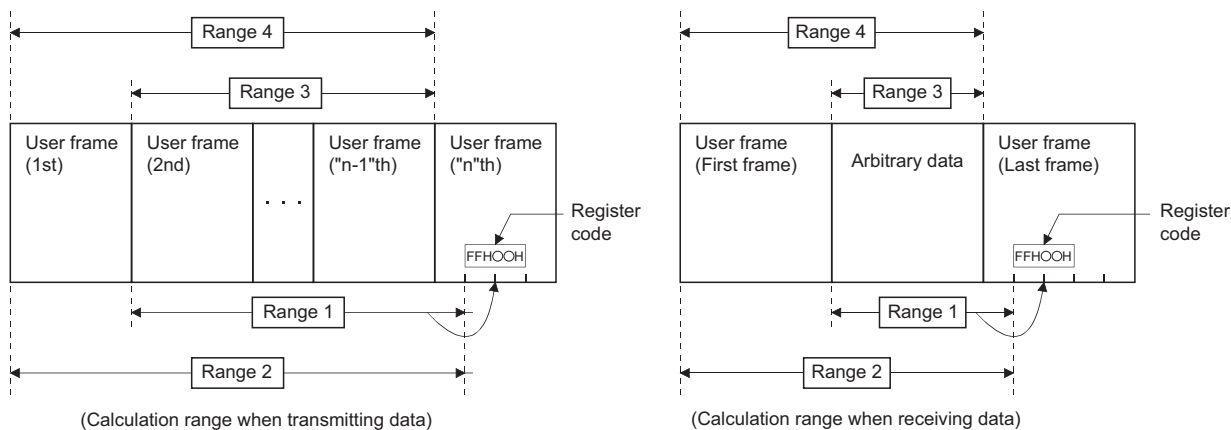 Range 4
Range 3
User frame
(1st)
User frame
(2nd)
. . .
User frame
("n-1"th)
User frame
("n"th)
Register
code
FFH○○H
Range 1
Range 2
(Calculation range when transmitting data)
Range 4
Range 3
User frame
(First frame)
Arbitrary data
User frame
(Last frame)
Register
code
FFH○○H
Range 1
Range 2
(Calculation range when receiving data)